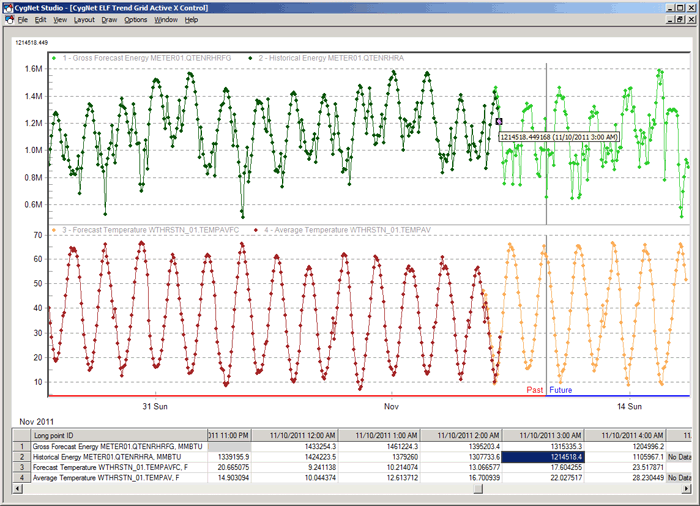 CygNet Studio - [CygNet ELF Trend Grid Active X Control]
File Edit View Layout Draw Options Window Help
1214518.449
1 - Gross Forecast Energy METER01.QTENRHRFG 2 - Historical Energy METER01.QTENRHRA
1.6M
1.4M
1.2M
1214518.449168 (11/10/2011 3:00 AM)
1.0M
0.8M
0.6M
3 - Forecast Temperature WTHRSTN_01.TEMPAVFC 4 - Average Temperature WTHRSTN_01.TEMPAV
70
60
50
40
30
20
10
Past Future
31 Sun Nov 14 Sun
Nov 2011
Long point ID 011 11:00 PM 11/10/2011 12:00 AM 11/10/2011 1:00 AM 11/10/2011 2:00 AM 11/10/2011 3:00 AM 11/10/2011 4:00 AM 11
1 Gross Forecast Energy METER01.QTENRHRFG, MMBTU 1433254.3 1461224.3 1395203.4 1315335.3 1204996.2
2 Historical Energy METER01.QTENRHRA, MMBTU 1339195.9 1424223.5 1379260 1307733.6 1214518.4 1105967.1 No Data
3 Forecast Temperature WTHRSTN_01.TEMPAVFC, F 20.665075 9.241138 10.214074 13.066577 17.604255 23.517871
4 Average Temperature WTHRSTN_01.TEMPAV, F 14.903094 10.044374 12.613712 16.700939 22.027517 28.230449 No Data